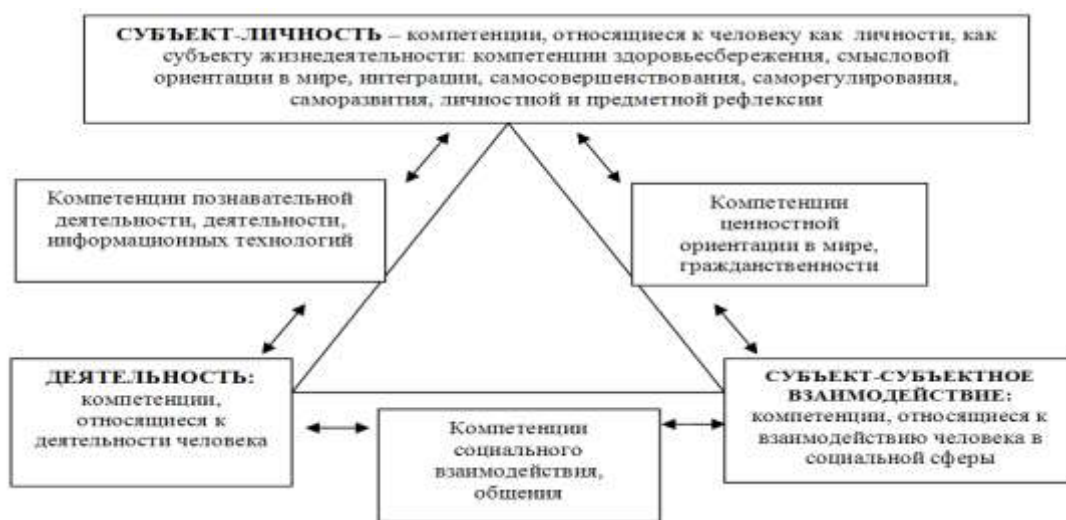 СУБЪЕКТ-ЛИЧНОСТЬ – компетенции, относящиеся к человеку как личности, как
субъекту жизнедеятельности: компетенции здоровьесбережения, смысловой
ориентации в мире, интеграции, самосовершенствования, саморегулирования,
саморазвития, личностной и предметной рефлексии
Компетенции познавательной
деятельности, деятельности,
информационных технологий
Компетенции
ценностной
ориентации в мире,
гражданственности
ДЕЯТЕЛЬНОСТЬ:
компетенции,
относящиеся к
деятельности человека
Компетенции
социального
взаимодействия,
общения
СУБЪЕКТ-СУБЪЕКТНОЕ
ВЗАИМОДЕЙСТВИЕ:
компетенции, относящиеся к
взаимодействию человека в
социальной сферы